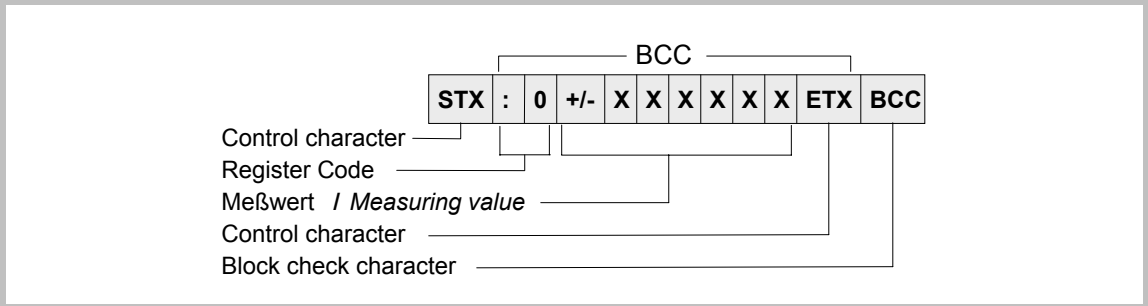 BCC
STX : 0 +/- X X X X X X ETX BCC
Control character
Register Code
Meßwert / Measuring value
Control character
Block check character